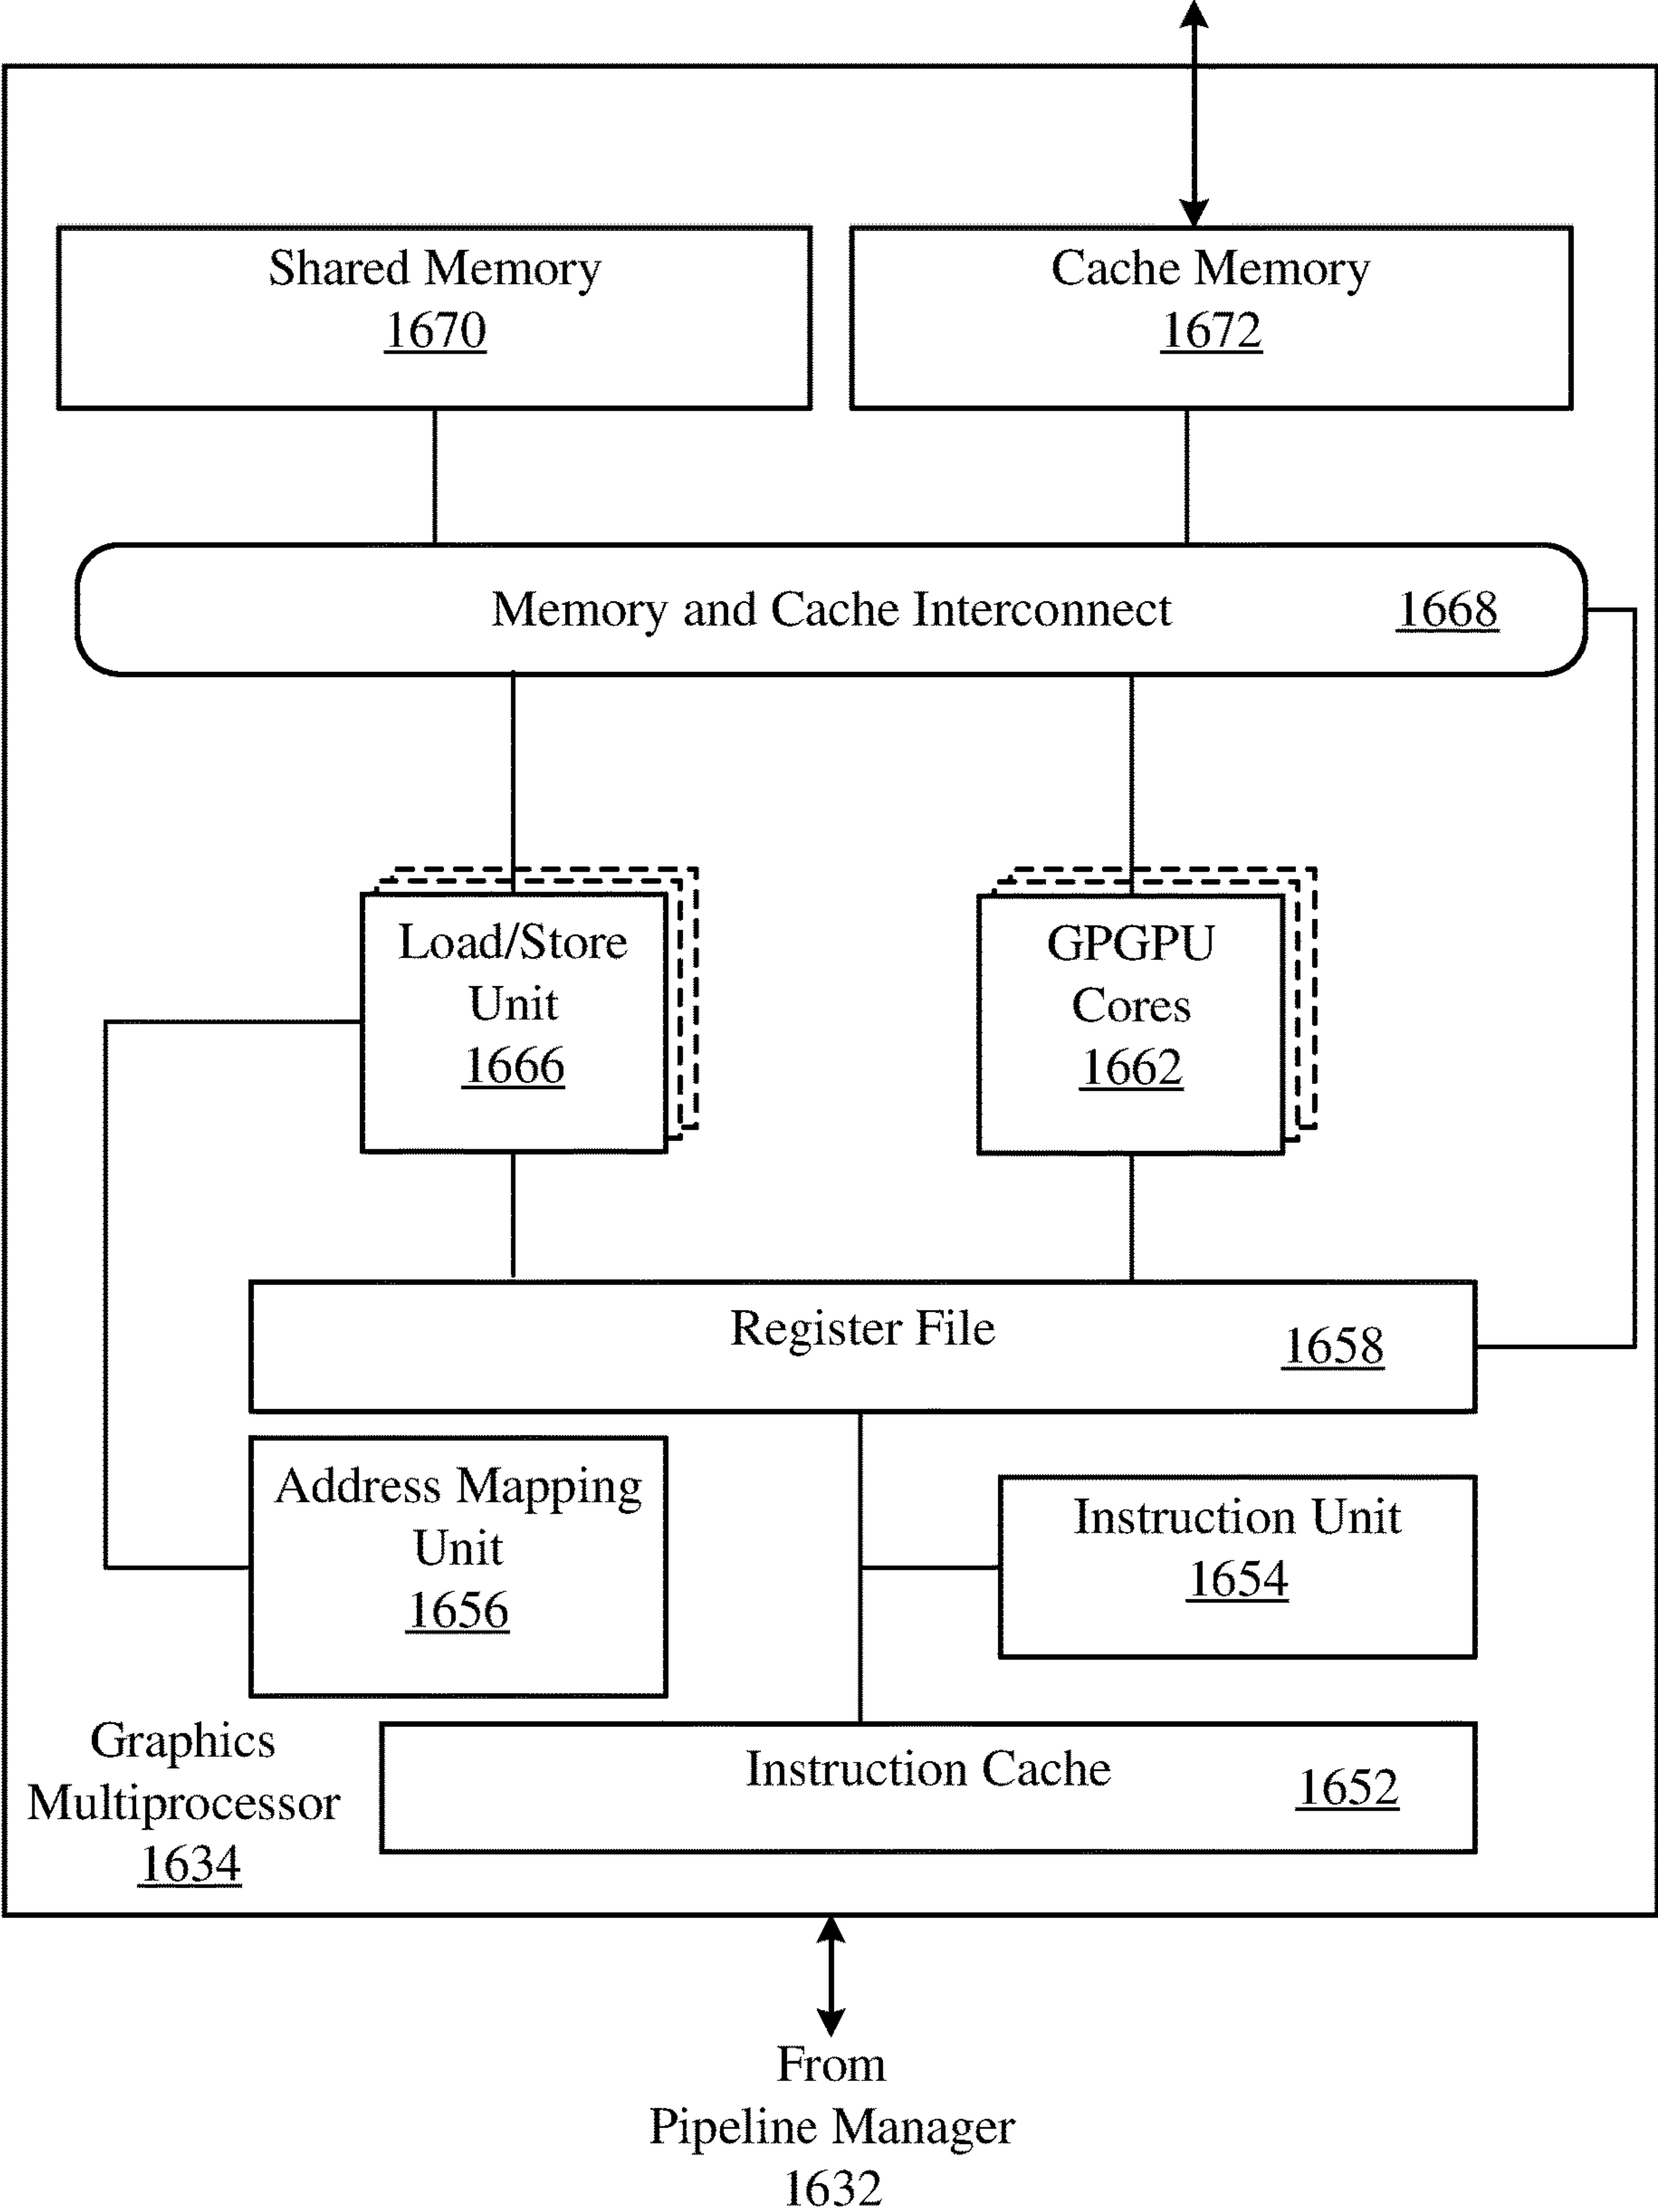 Shared Memory
1670
Cache Memory
1672
Memory and Cache Interconnect 1668
Load/Store
Unit
1666
GPGPU
Cores
1662
Register File 1658
Address Mapping
Unit
1656
Instruction Unit
1654
Graphics
Multiprocessor
1634
Instruction Cache 1652
From
Pipeline Manager
1632